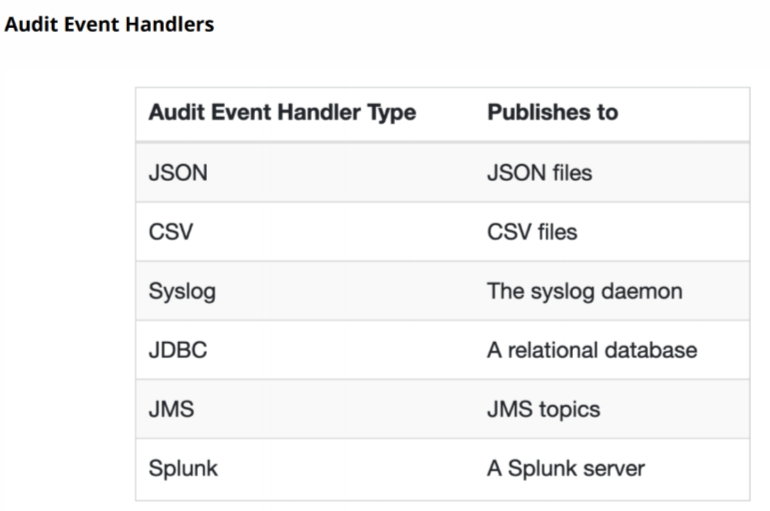 Audit Event Handlers
Audit Event Handler Type Publishes to
JSON JSON files
CSV CSV files
Syslog The syslog daemon
JDBC A relational database
JMS JMS topics
Splunk A Splunk server